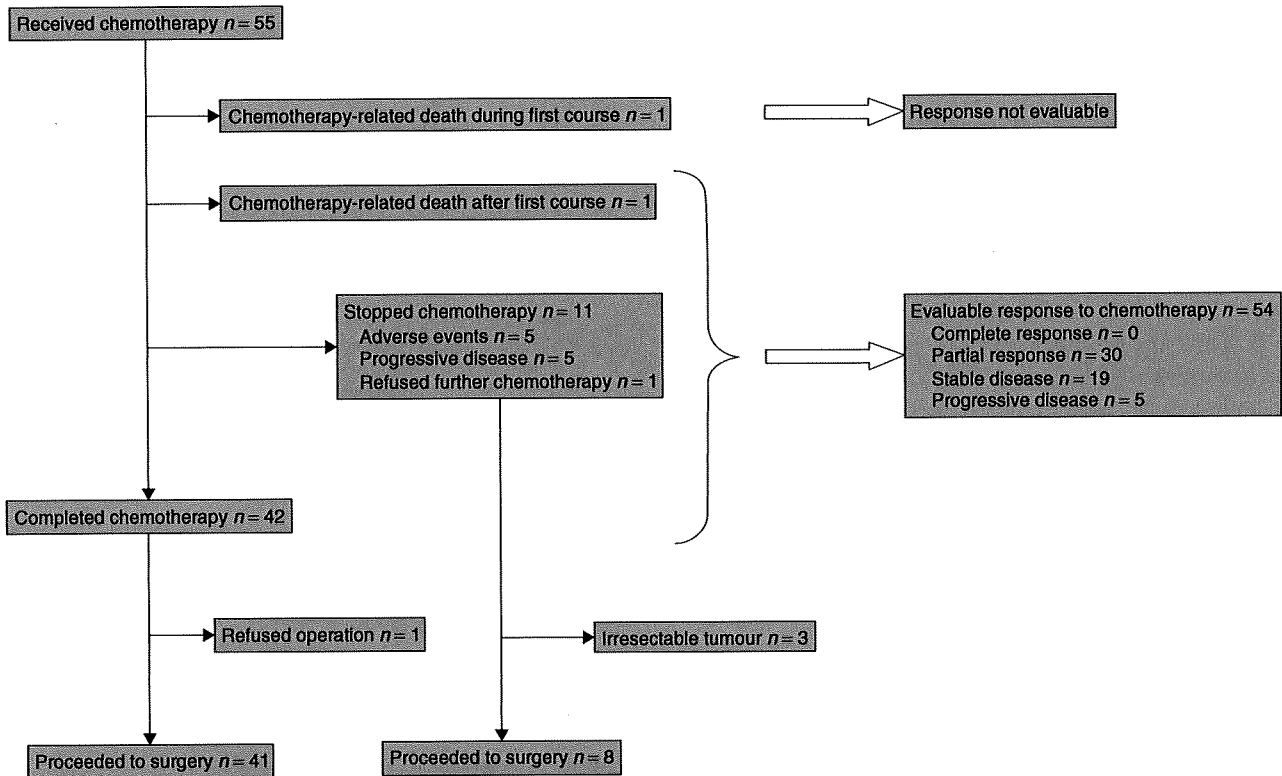 Received chemotherapy n = 55
Chemotherapy-related death during first course n = 1
Response not evaluable
Chemotherapy-related death after first course n = 1
Stopped chemotherapy n = 11
Adverse events n = 5
Progressive disease n = 5
Refused further chemotherapy n = 1
Evaluable response to chemotherapy n = 54
Complete response n = 0
Partial response n = 30
Stable disease n = 19
Progressive disease n = 5
Completed chemotherapy n = 42
Refused operation n = 1
Irresectable tumour n = 3
Proceeded to surgery n = 41
Proceeded to surgery n = 8